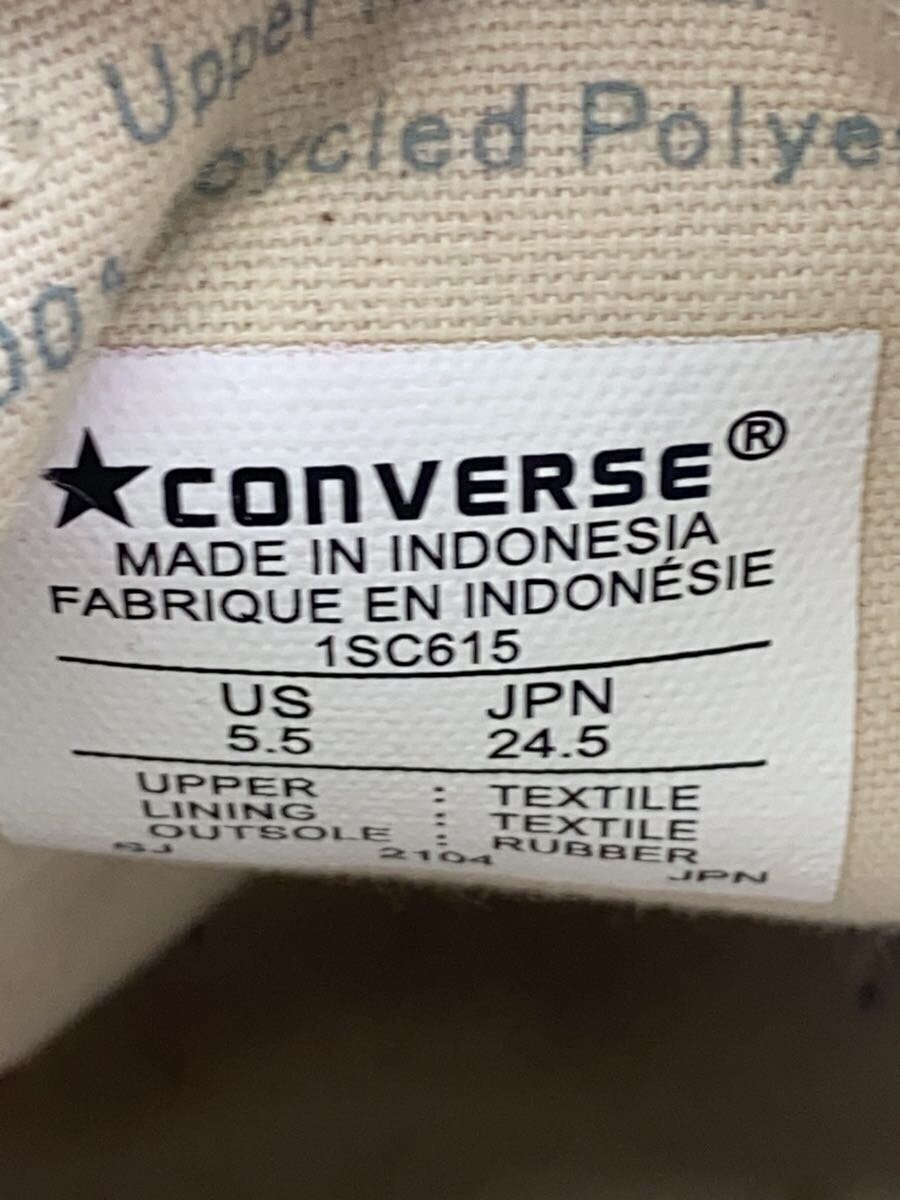 Upper
Polye
★CONVERSE®
MADE IN INDONESIA
FABRIQUE EN INDONÉSIE
1SC615
US JPN
5.5 24.5
UPPER : TEXTILE
LINING : TEXTILE
OUTSOLE : RUBBER
SJ 2104 JPN